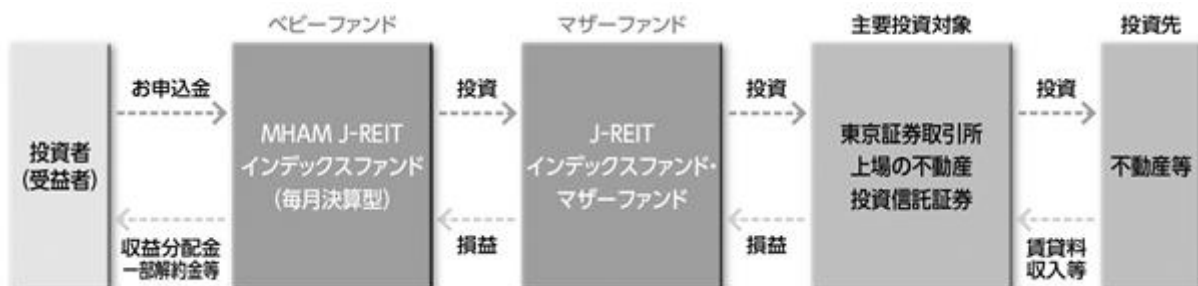 ベビーファンド
マザーファンド
主要投資対象
投資先
お申込金
投資
投資
投資
投資者
(受益者)
MHAM J-REIT
インデックスファンド
(毎月決算型)
J-REIT
インデックスファンド・
マザーファンド
東京証券取引所
上場の不動産
投資信託証券
不動産等
収益分配金
一部解約金等
損益
損益
賃貸料
収入等